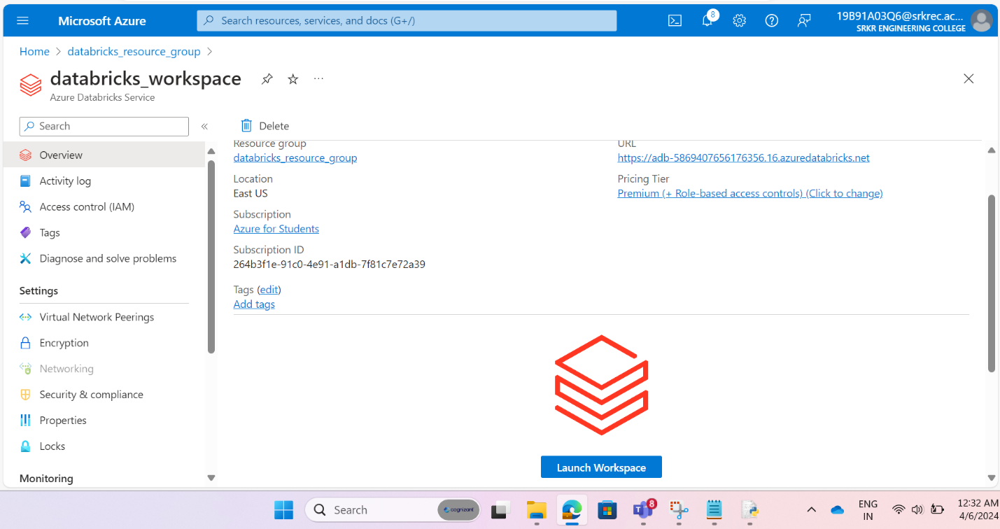 Microsoft Azure
Search resources, services, and docs (G+/)
8
19B91A03Q6@srkrec.ac...
SRKR ENGINEERING COLLEGE
Home > databricks_resource_group >
databricks_workspace
Azure Databricks Service
Search
Delete
Overview
Activity log
Access control (IAM)
Tags
Diagnose and solve problems
Settings
Virtual Network Peerings
Encryption
Networking
Security & compliance
Properties
Locks
Monitoring
Resource group
databricks_resource_group
Location
East US
Subscription
Azure for Students
Subscription ID
264b3f1e-91c0-4e91-a1db-7f81c7e72a39
Tags (edit)
Add tags
URL
https://adb-5869407656176356.16.azuredatabricks.net
Pricing Tier
Premium (+ Role-based access controls) (Click to change)
Launch Workspace
Search
cognizant
8
ENG
IN
12:32 AM
4/6/2024